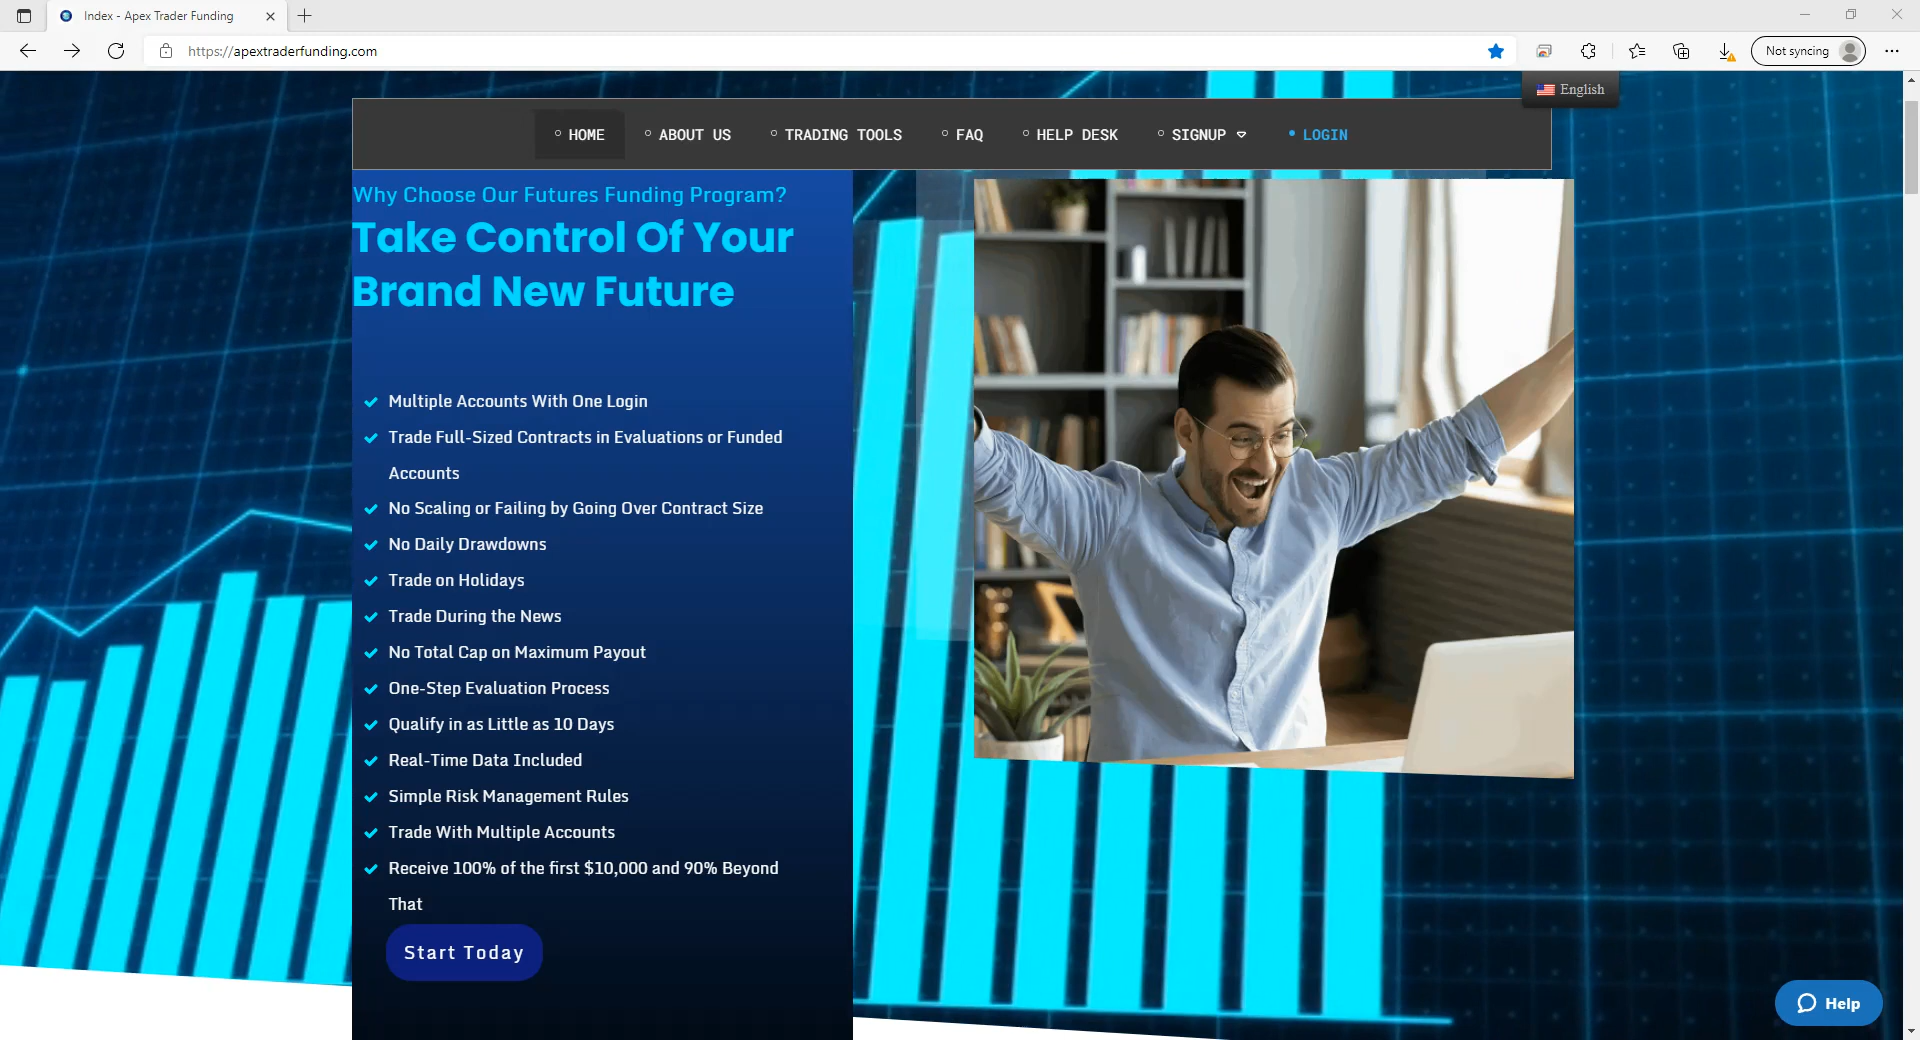 Index - Apex Trader Funding
https://apextraderfunding.com
Not syncing
English
HOME
ABOUT US
TRADING TOOLS
FAQ
HELP DESK
SIGNUP
LOGIN
Why Choose Our Futures Funding Program?
Take Control Of Your
Brand New Future
Multiple Accounts With One Login
Trade Full-Sized Contracts in Evaluations or Funded
Accounts
No Scaling or Failing by Going Over Contract Size
No Daily Drawdowns
Trade on Holidays
Trade During the News
No Total Cap on Maximum Payout
One-Step Evaluation Process
Qualify in as Little as 10 Days
Real-Time Data Included
Simple Risk Management Rules
Trade With Multiple Accounts
Receive 100% of the first $10,000 and 90% Beyond
That
Start Today
Help